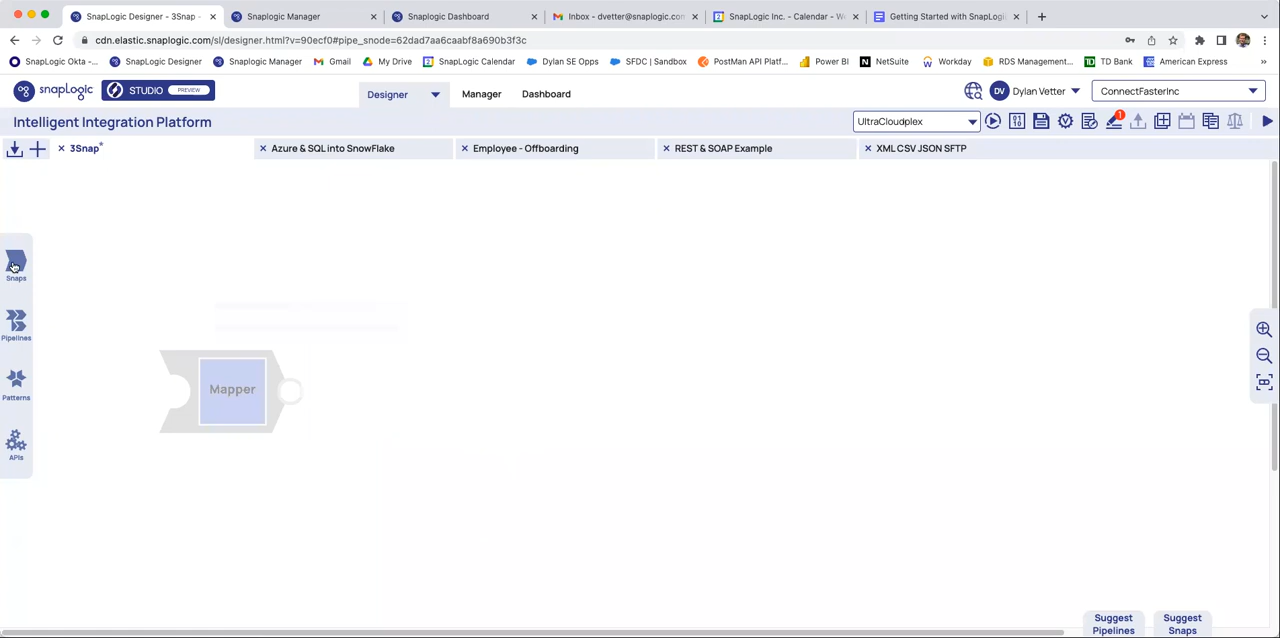 SnapLogic Designer - 3Snap -
Snaplogic Manager
Snaplogic Dashboard
Inbox - dvetter@snaplogic.com
SnapLogic Inc. - Calendar - We
Getting Started with SnapLogi
cdn.elastic.snaplogic.com/sl/designer.html?v=90ecf0#pipe_snode=62dad7aa6caabf8a690b3f3c
SnapLogic Okta -...
SnapLogic Designer
Snaplogic Manager
Gmail
My Drive
SnapLogic Calendar
Dylan SE Opps
SFDC | Sandbox
PostMan API Platf...
Power BI
NetSuite
Workday
RDS Management...
TD Bank
American Express
»
snapLogic
STUDIO PREVIEW
Designer
Manager
Dashboard
DV Dylan Vetter
ConnectFasterInc
Intelligent Integration Platform
UltraCloudplex
1
3Snap*
Azure & SQL into SnowFlake
Employee - Offboarding
REST & SOAP Example
XML CSV JSON SFTP
Snaps
Pipelines
Patterns
APIs
Mapper
Suggest Pipelines
Suggest Snaps